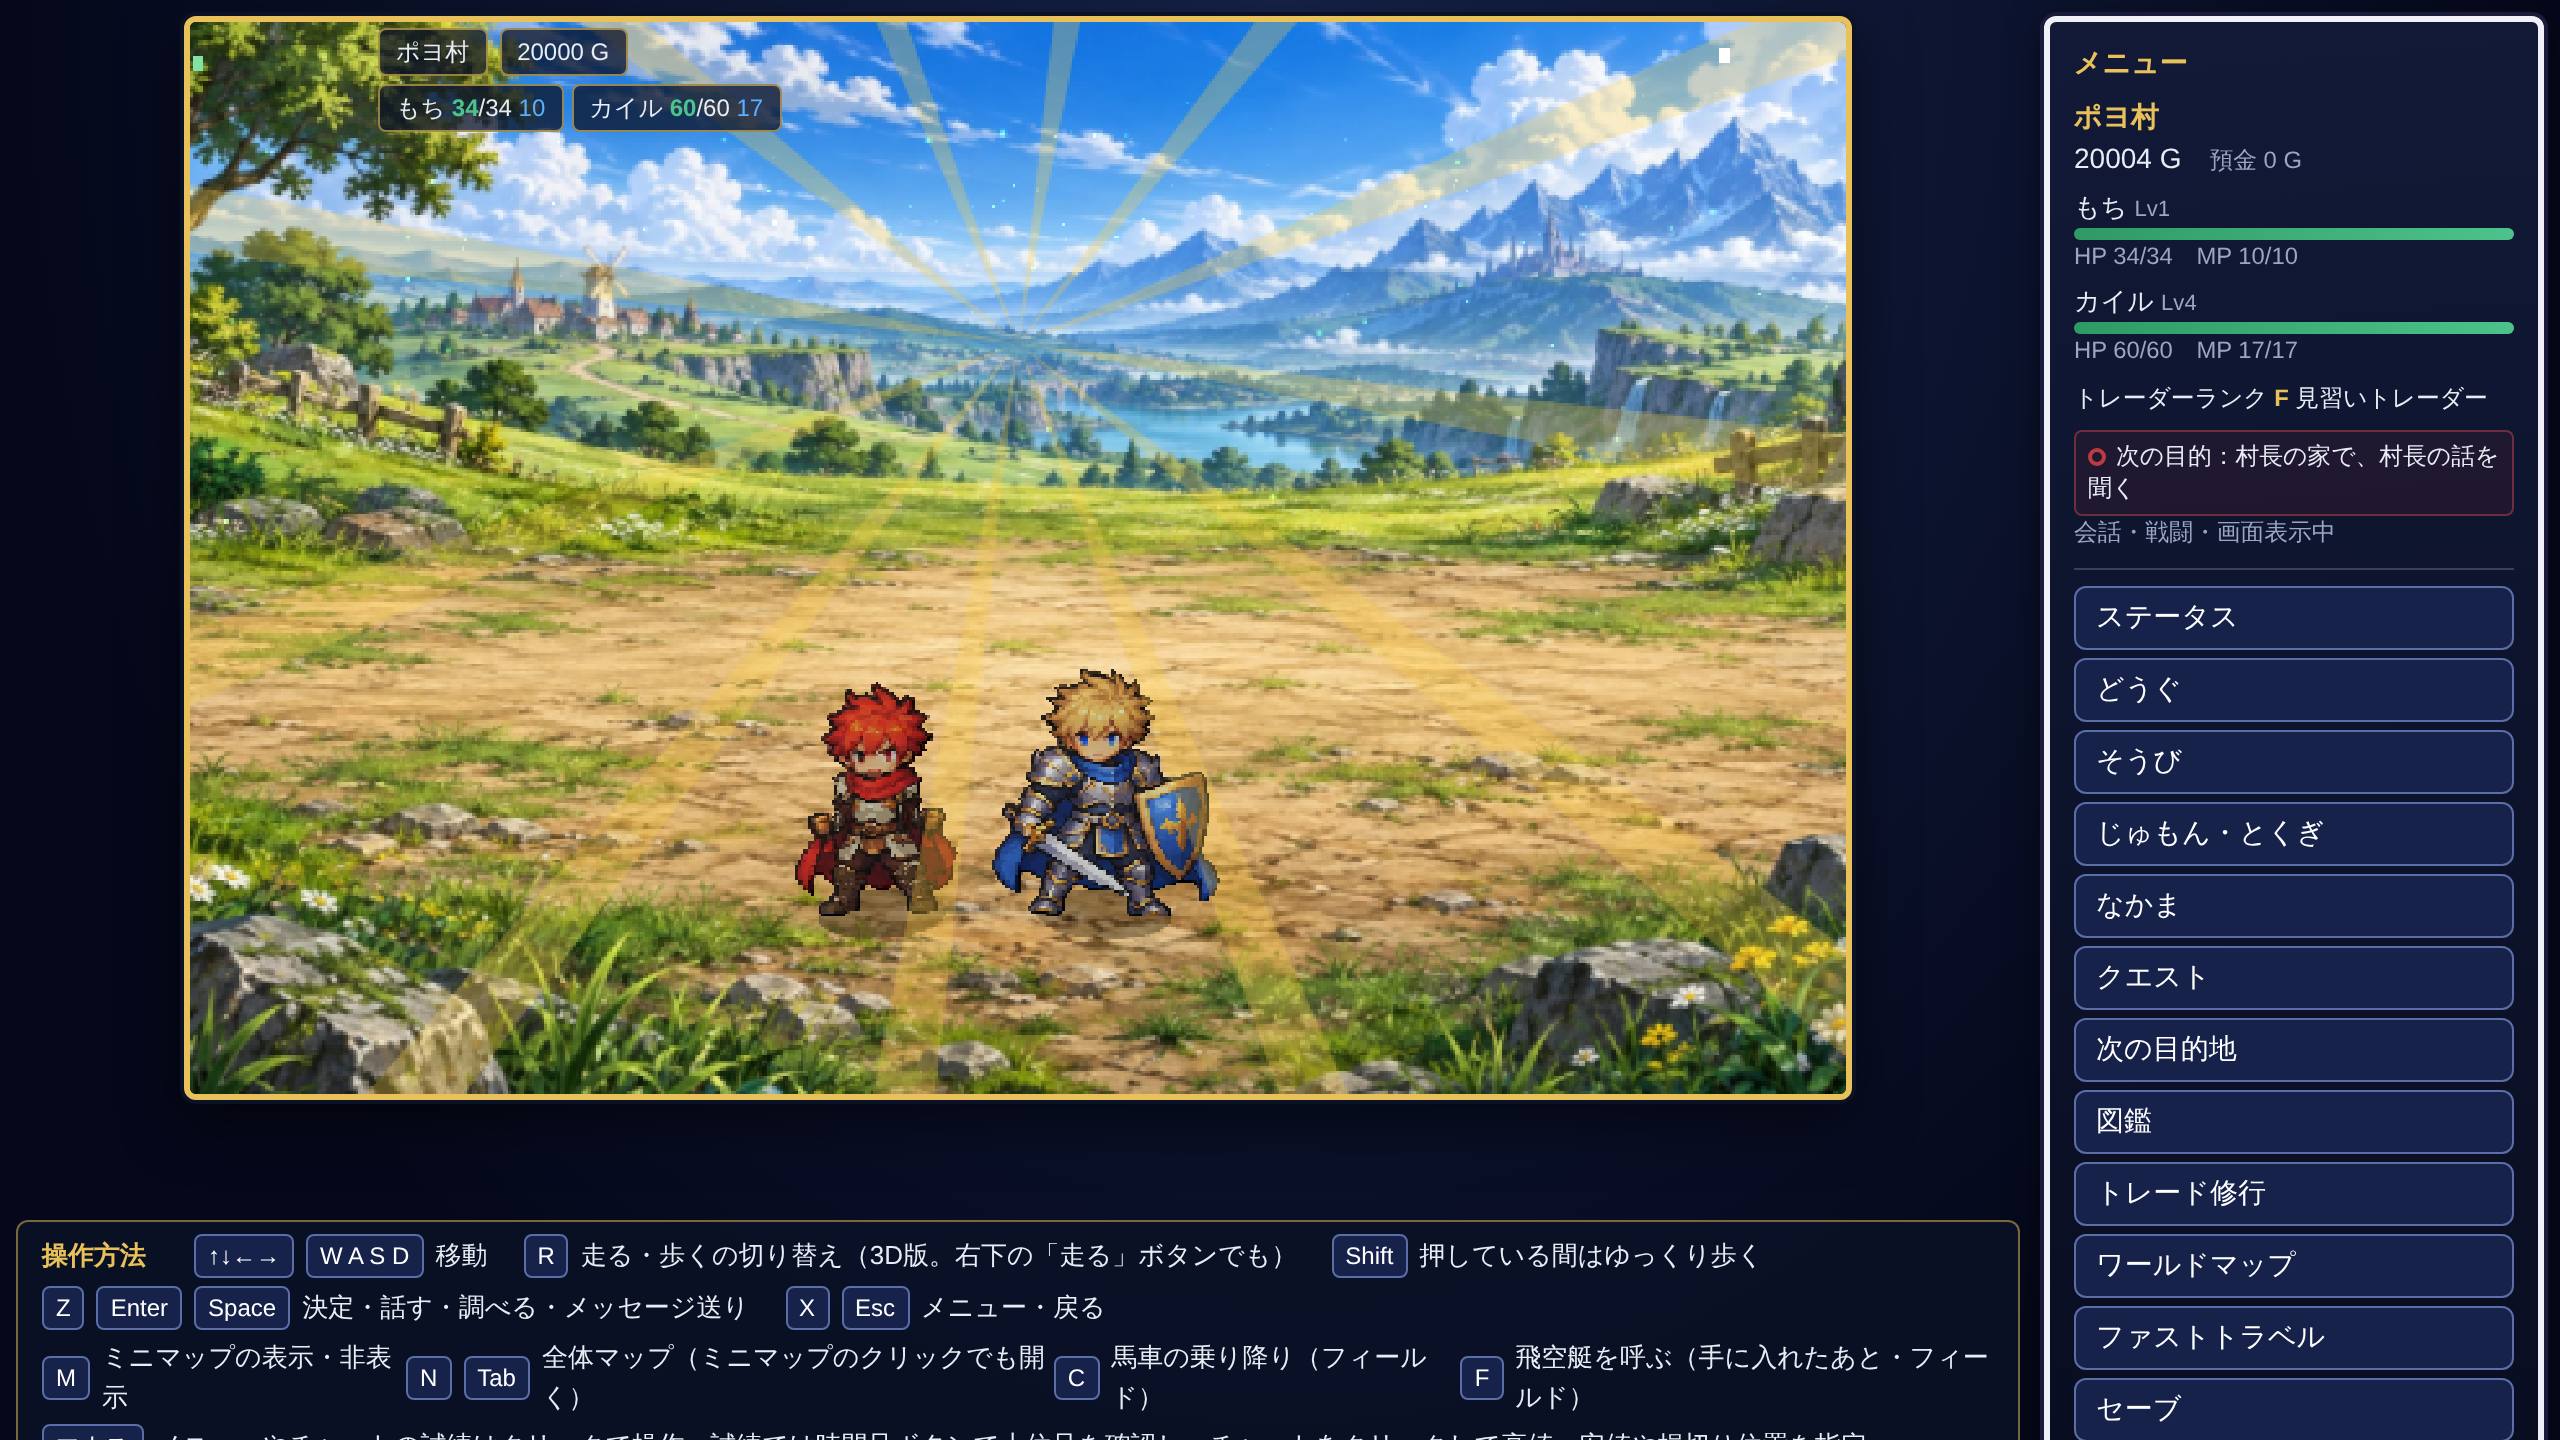 ポヨ村 20000 G
もち 34/34 10 カイル 60/60 17
メニュー
ポヨ村
20004 G 預金 0 G
もち Lv1
HP 34/34 MP 10/10
カイル Lv4
HP 60/60 MP 17/17
トレーダーランク F 見習いトレーダー
次の目的：村長の家で、村長の話を
聞く
会話・戦闘・画面表示中
ステータス
どうぐ
そうび
じゅもん・とくぎ
なかま
クエスト
次の目的地
図鑑
トレード修行
ワールドマップ
ファストトラベル
セーブ
操作方法 ↑↓←→ W A S D 移動 R 走る・歩くの切り替え（3D版。右下の「走る」ボタンでも） Shift 押している間はゆっくり歩く
Z Enter Space 決定・話す・調べる・メッセージ送り X Esc メニュー・戻る
M ミニマップの表示・非表示 N Tab 全体マップ（ミニマップのクリックでも開く） C 馬車の乗り降り（フィールド） F 飛空艇を呼ぶ（手に入れたあと・フィールド）